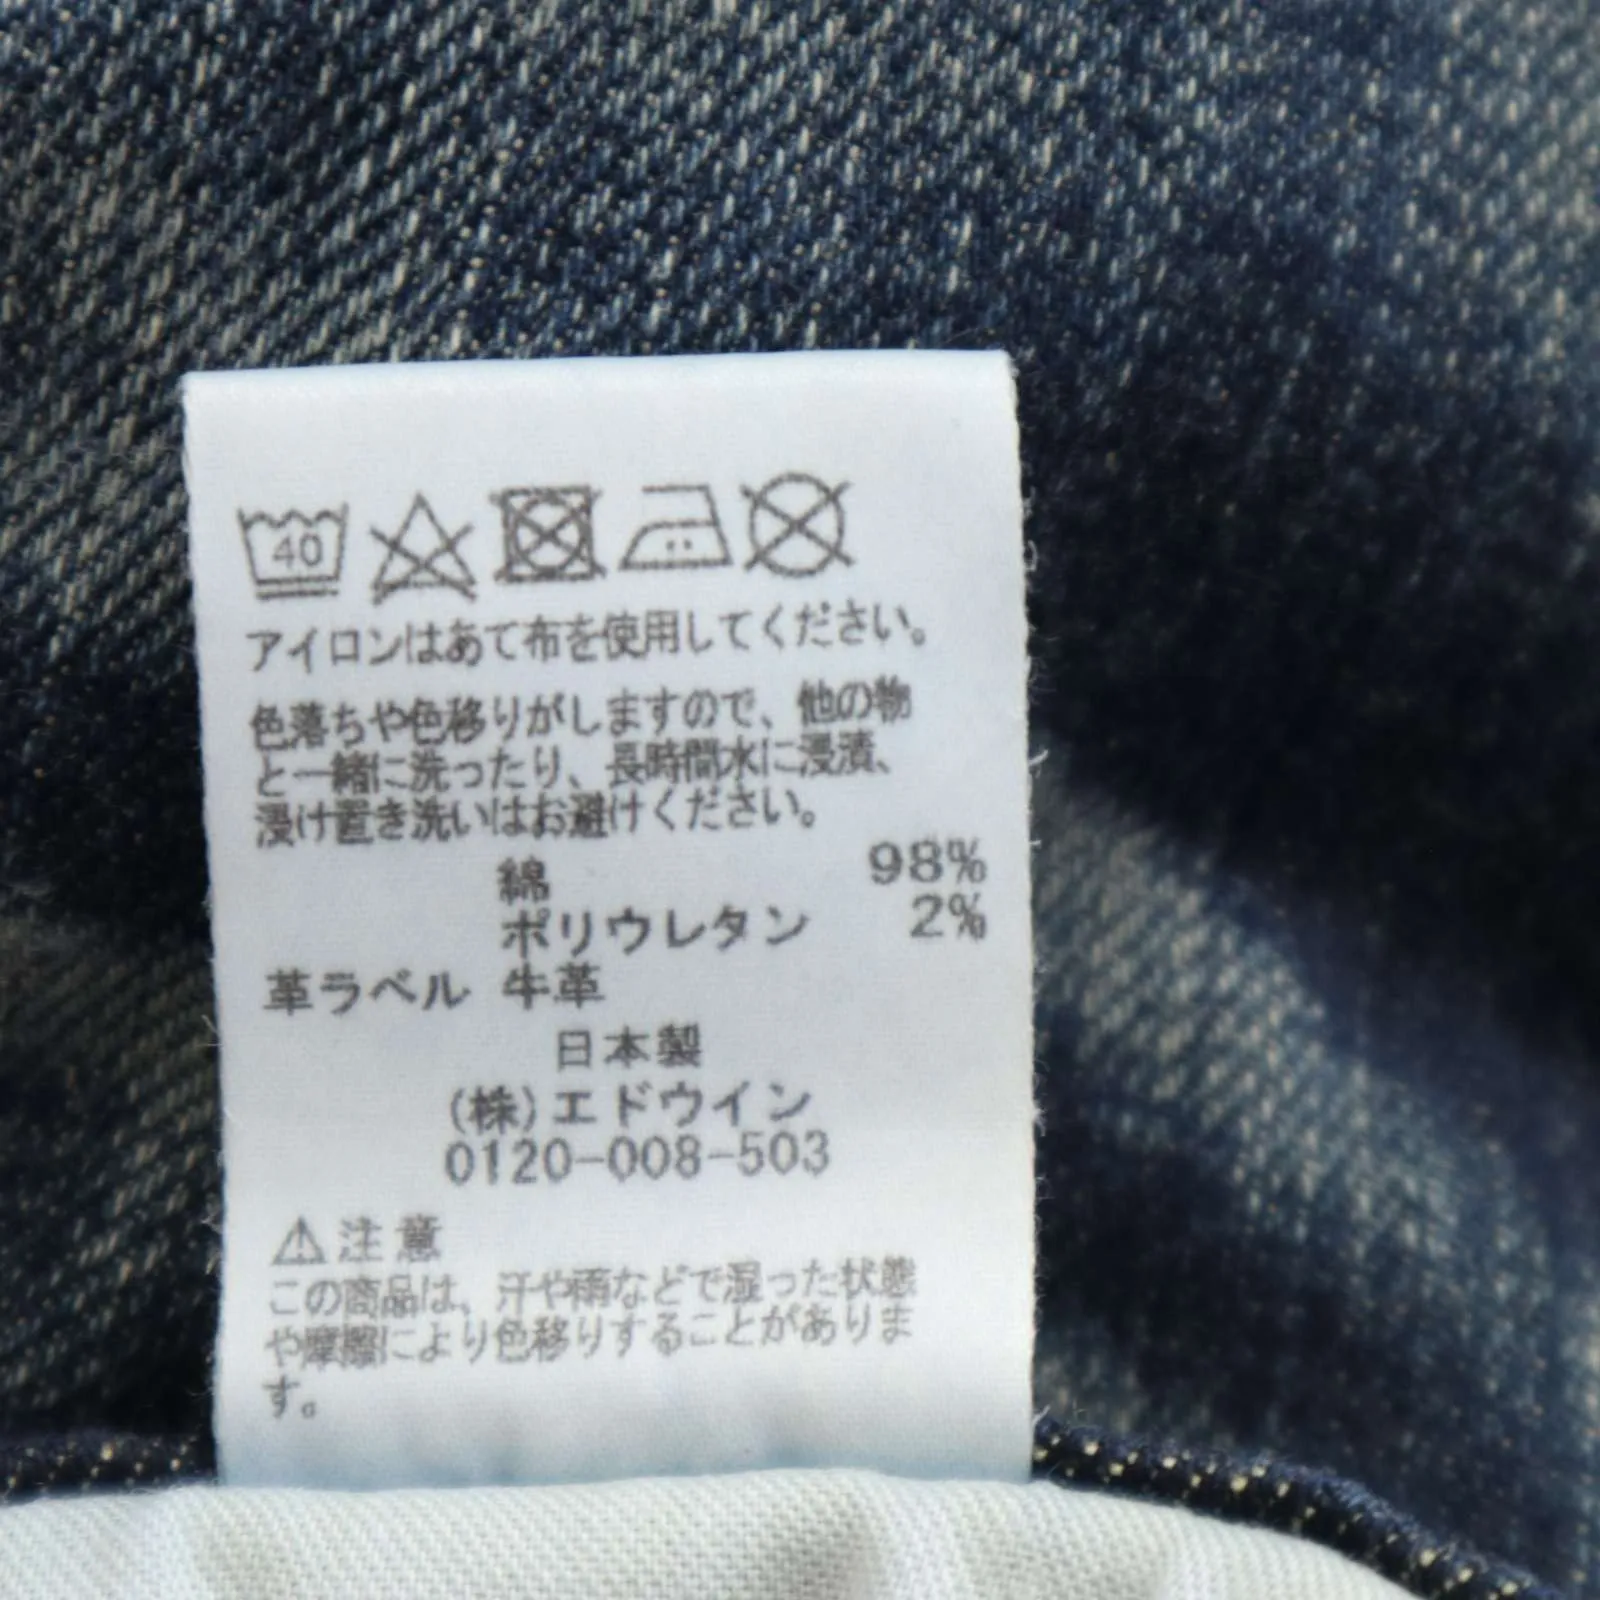 40
アイロンはあて布を使用してください。
色落ちや色移りがしますので、他の物
と一緒に洗ったり、長時間水に浸漬、
浸け置き洗いはお避けください。
綿 98%
ポリウレタン 2%
革ラベル 牛革
日本製
(株)エドウイン
0120-008-503
⚠注意
この商品は、汗や雨などで湿った状態
や摩擦により色移りすることがありま
す。